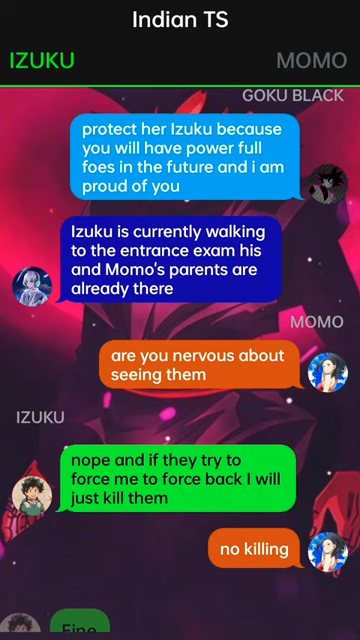 Indian TS
IZUKU MOMO
GOKU BLACK
protect her Izuku because
you will have power full
foes in the future and i am
proud of you
Izuku is currently walking
to the entrance exam his
and Momo's parents are
already there
MOMO
are you nervous about
seeing them
IZUKU
nope and if they try to
force me to force back I will
just kill them
no killing
Fine